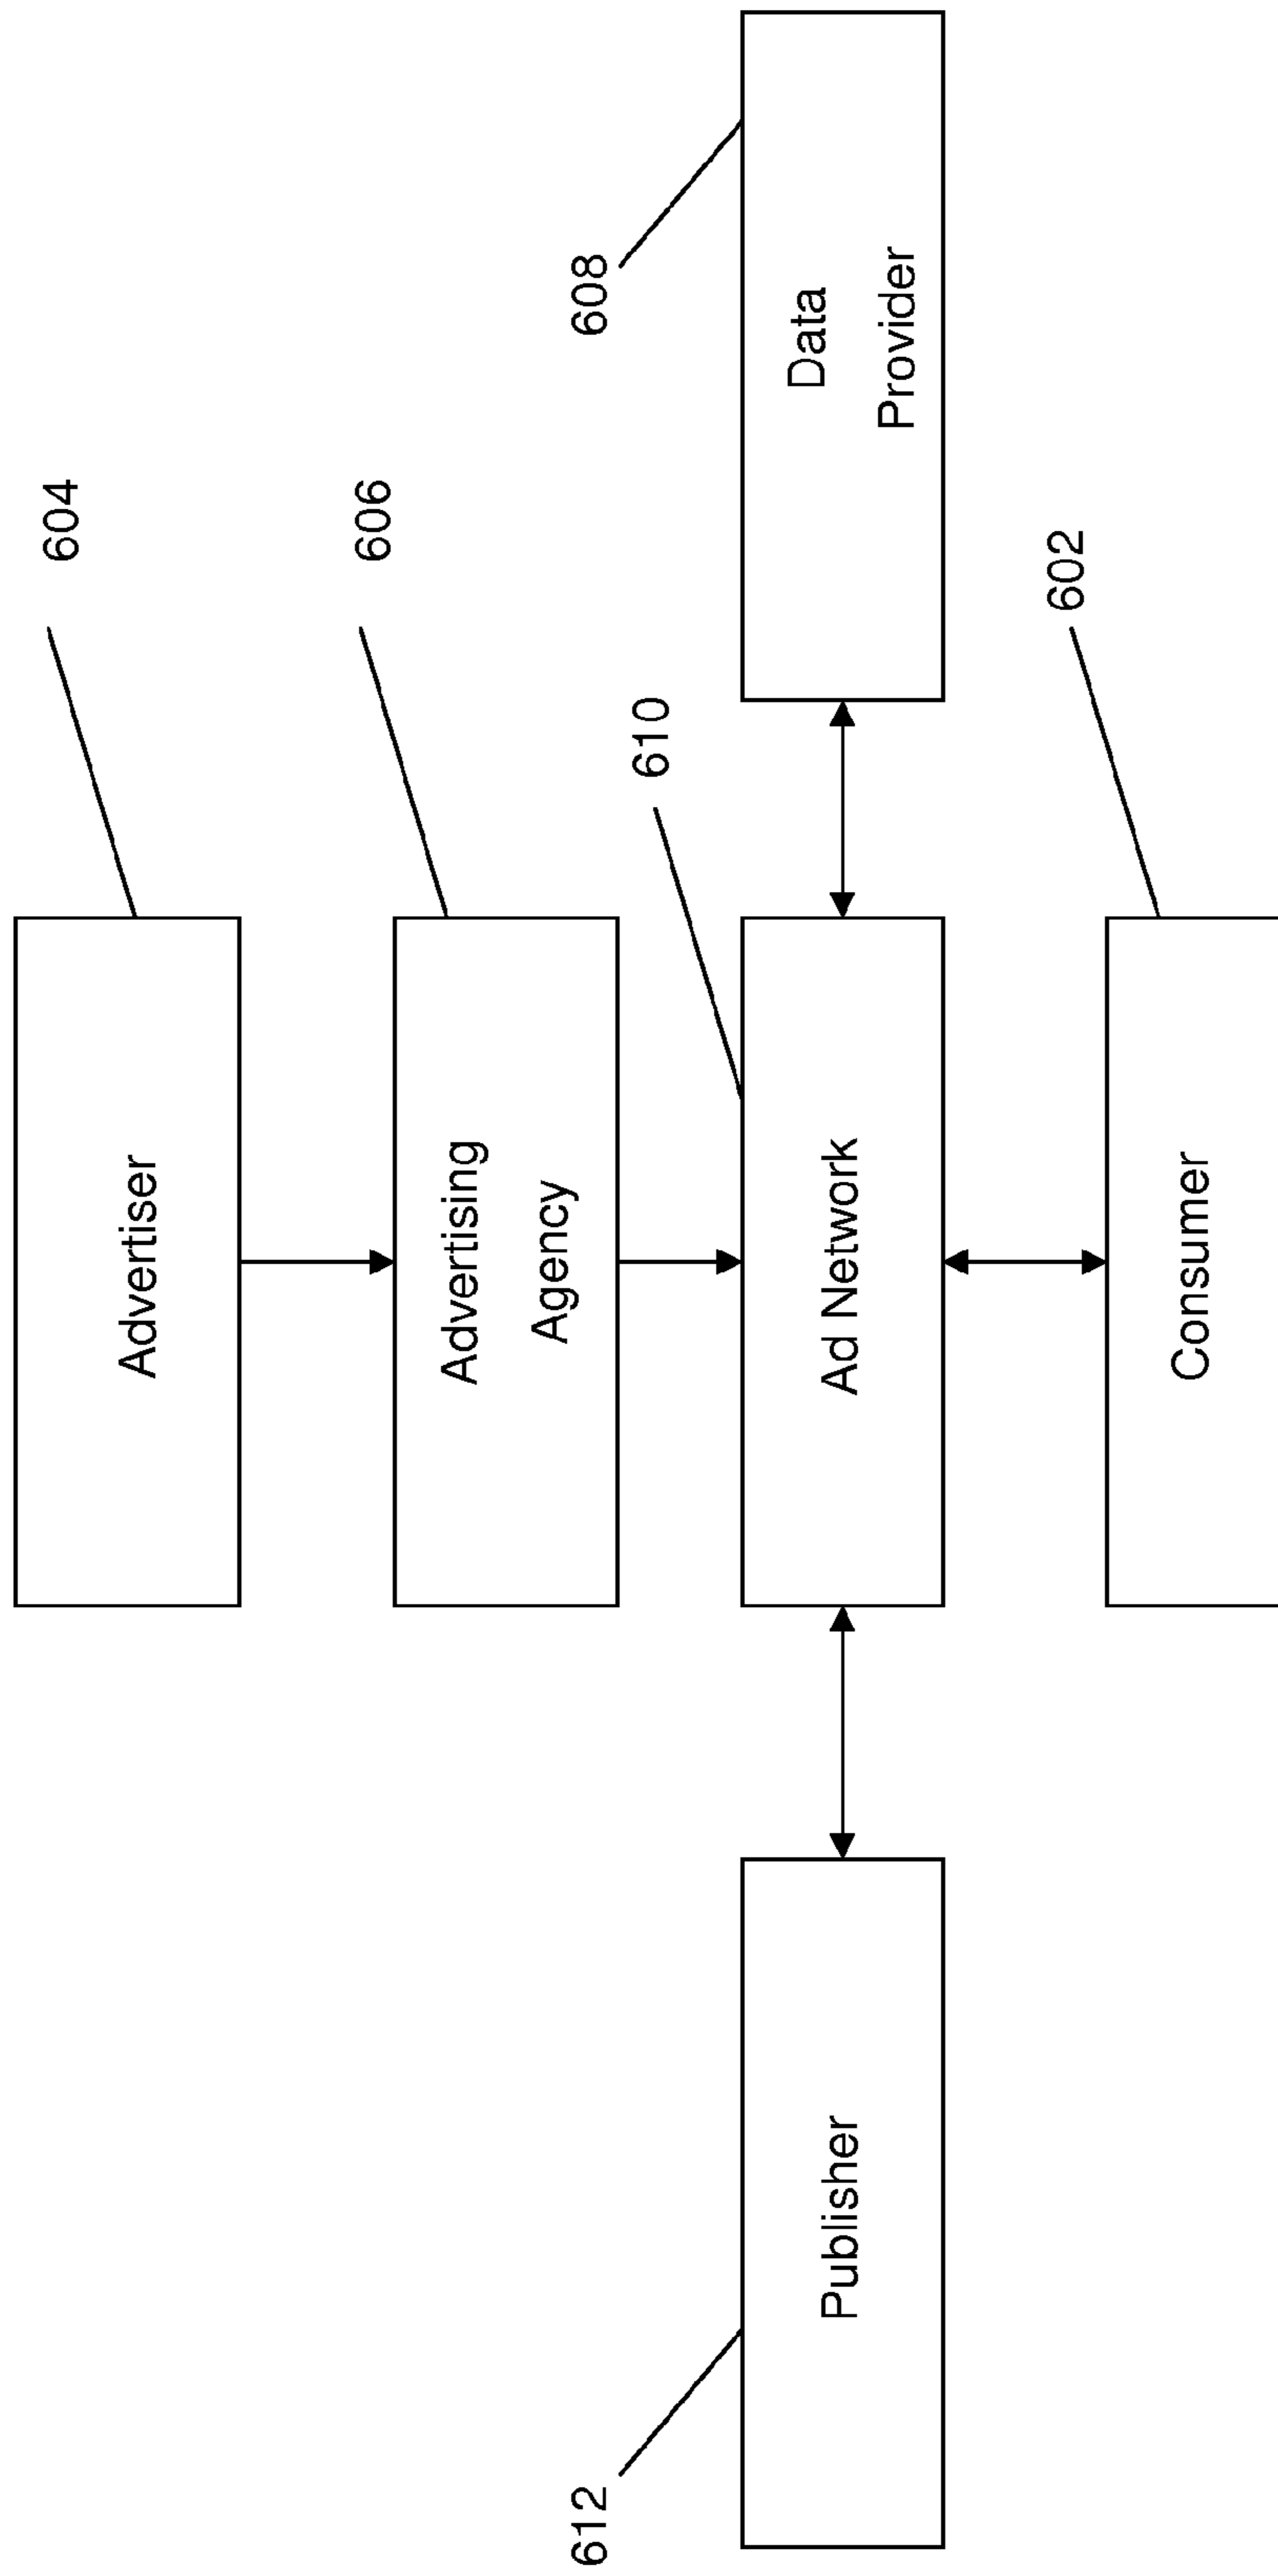 604
Advertiser
606
Advertising
Agency
612
610
608
Publisher
Ad Network
Data
Provider
602
Consumer